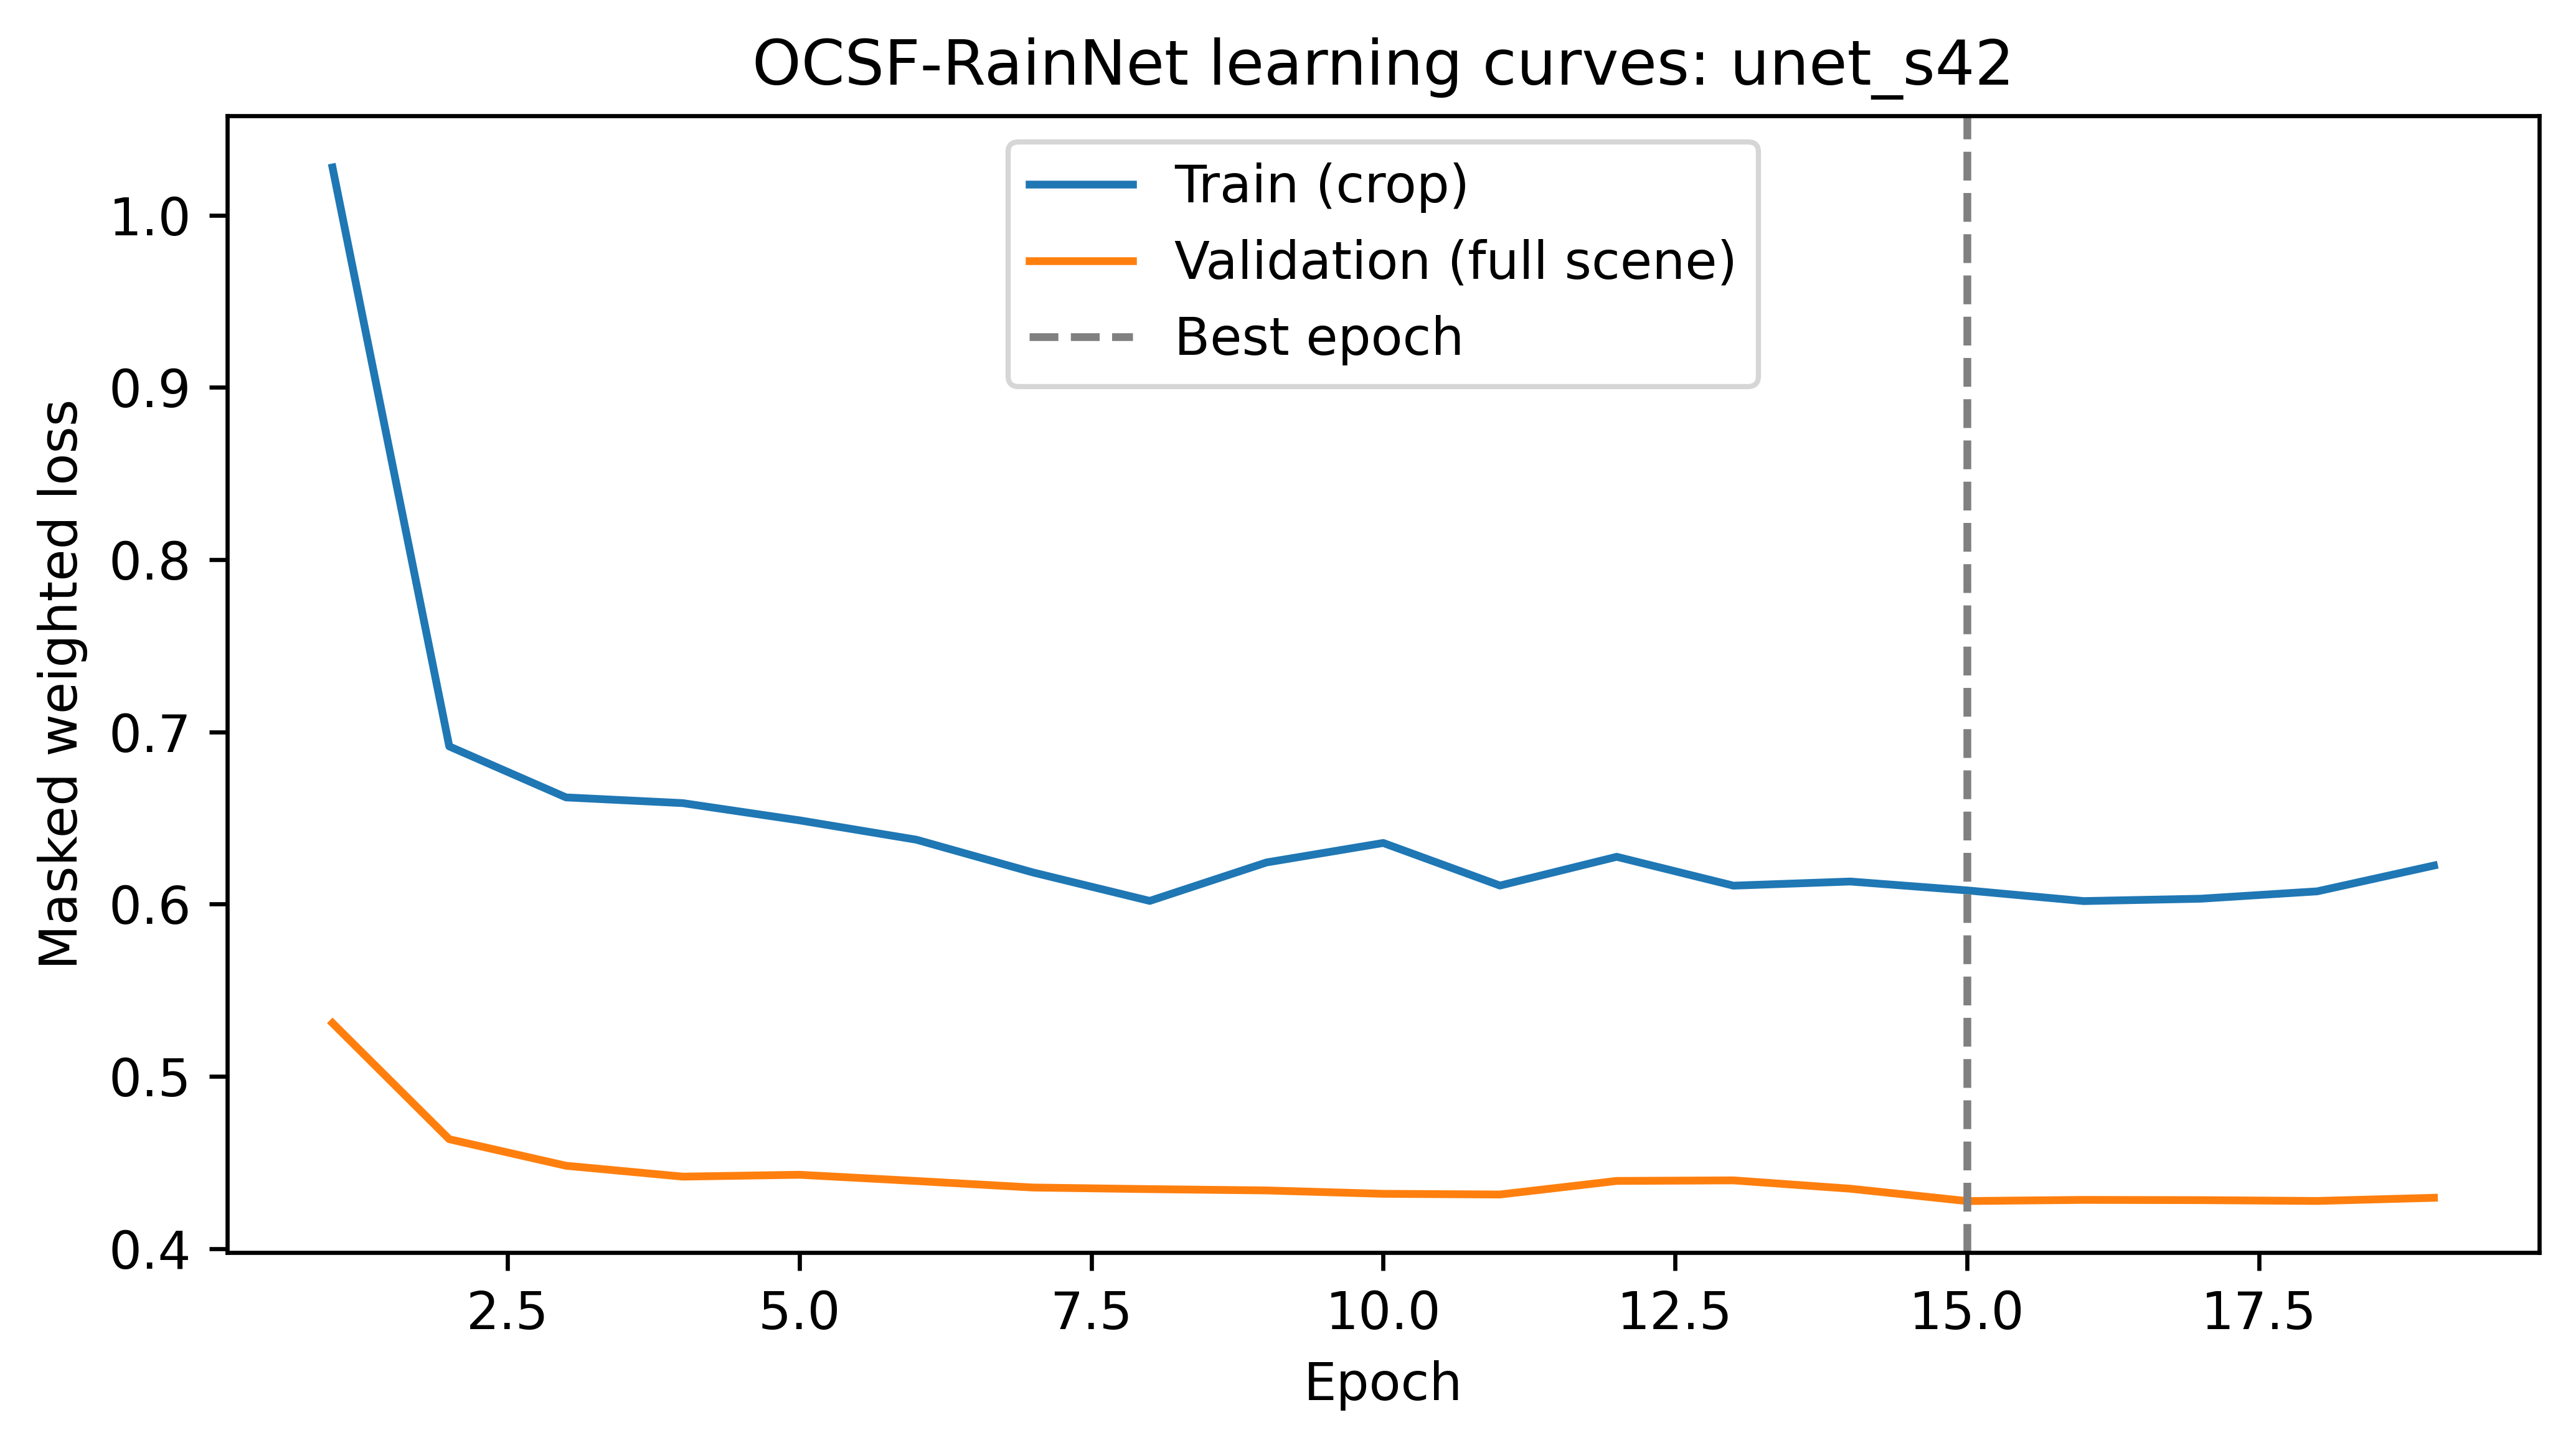 OCSF-RainNet learning curves: unet_s42
Train (crop)
Validation (full scene)
Best epoch
Masked weighted loss
1.0
0.9
0.8
0.7
0.6
0.5
0.4
2.5 5.0 7.5 10.0 12.5 15.0 17.5
Epoch